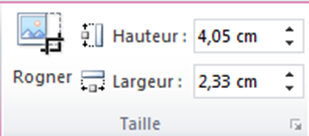 Hauteur : 4,05 cm
Rogner Largeur : 2,33 cm
Taille